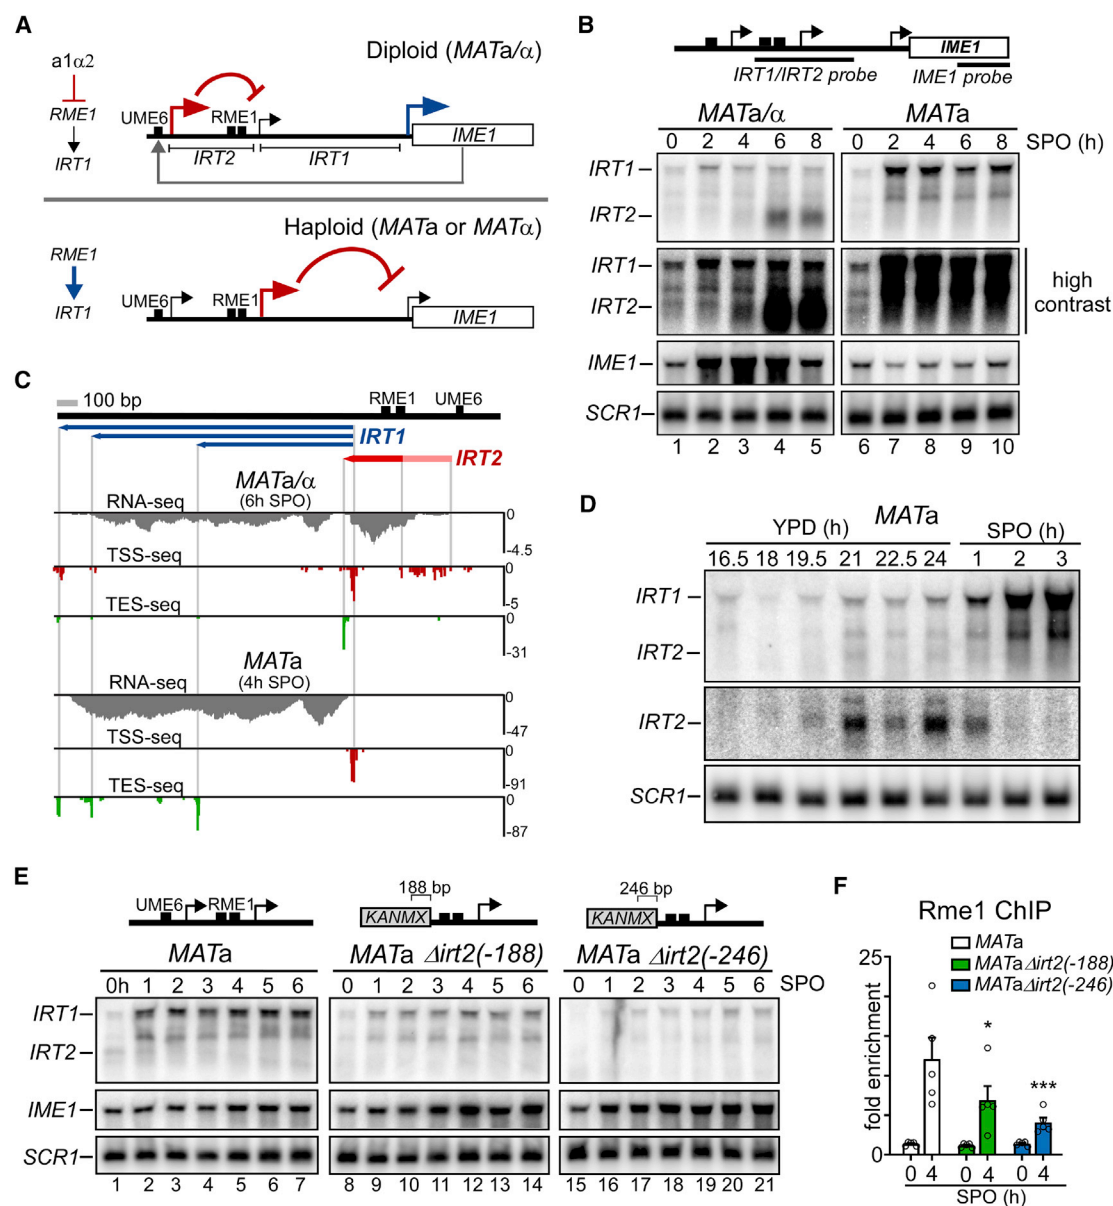 A
Diploid (MATa/α)
a1α2
RME1
IRT1
UME6
RME1
IRT2
IRT1
IME1
Haploid (MATa or MATα)
RME1
IRT1
UME6
RME1
IME1
B
IME1
IRT1/IRT2 probe
IME1 probe
MATa/α
MATa
0 2 4 6 8
0 2 4 6 8
SPO (h)
IRT1
IRT2
IRT1
IRT2
high
contrast
IME1
SCR1
1 2 3 4 5 6 7 8 9 10
C
100 bp
RME1
UME6
IRT1
IRT2
MATa/α
(6h SPO)
RNA-seq
0
-4.5
TSS-seq
0
-5
TES-seq
0
-31
MATa
(4h SPO)
RNA-seq
0
-47
TSS-seq
0
-91
TES-seq
0
-87
D
MATa
YPD (h)
SPO (h)
16.5 18 19.5 21 22.5 24 1 2 3
IRT1
IRT2
IRT2
SCR1
E
UME6
RME1
188 bp
KANMX
246 bp
KANMX
MATa
MATa Δirt2(-188)
MATa Δirt2(-246)
0h 1 2 3 4 5 6
0 1 2 3 4 5 6
0 1 2 3 4 5 6
SPO
IRT1
IRT2
IME1
SCR1
1 2 3 4 5 6 7 8 9 10 11 12 13 14 15 16 17 18 19 20 21
F
Rme1 ChIP
MATa
MATaΔirt2(-188)
MATaΔirt2(-246)
25
fold enrichment
0
*
***
0 4 0 4 0 4
SPO (h)